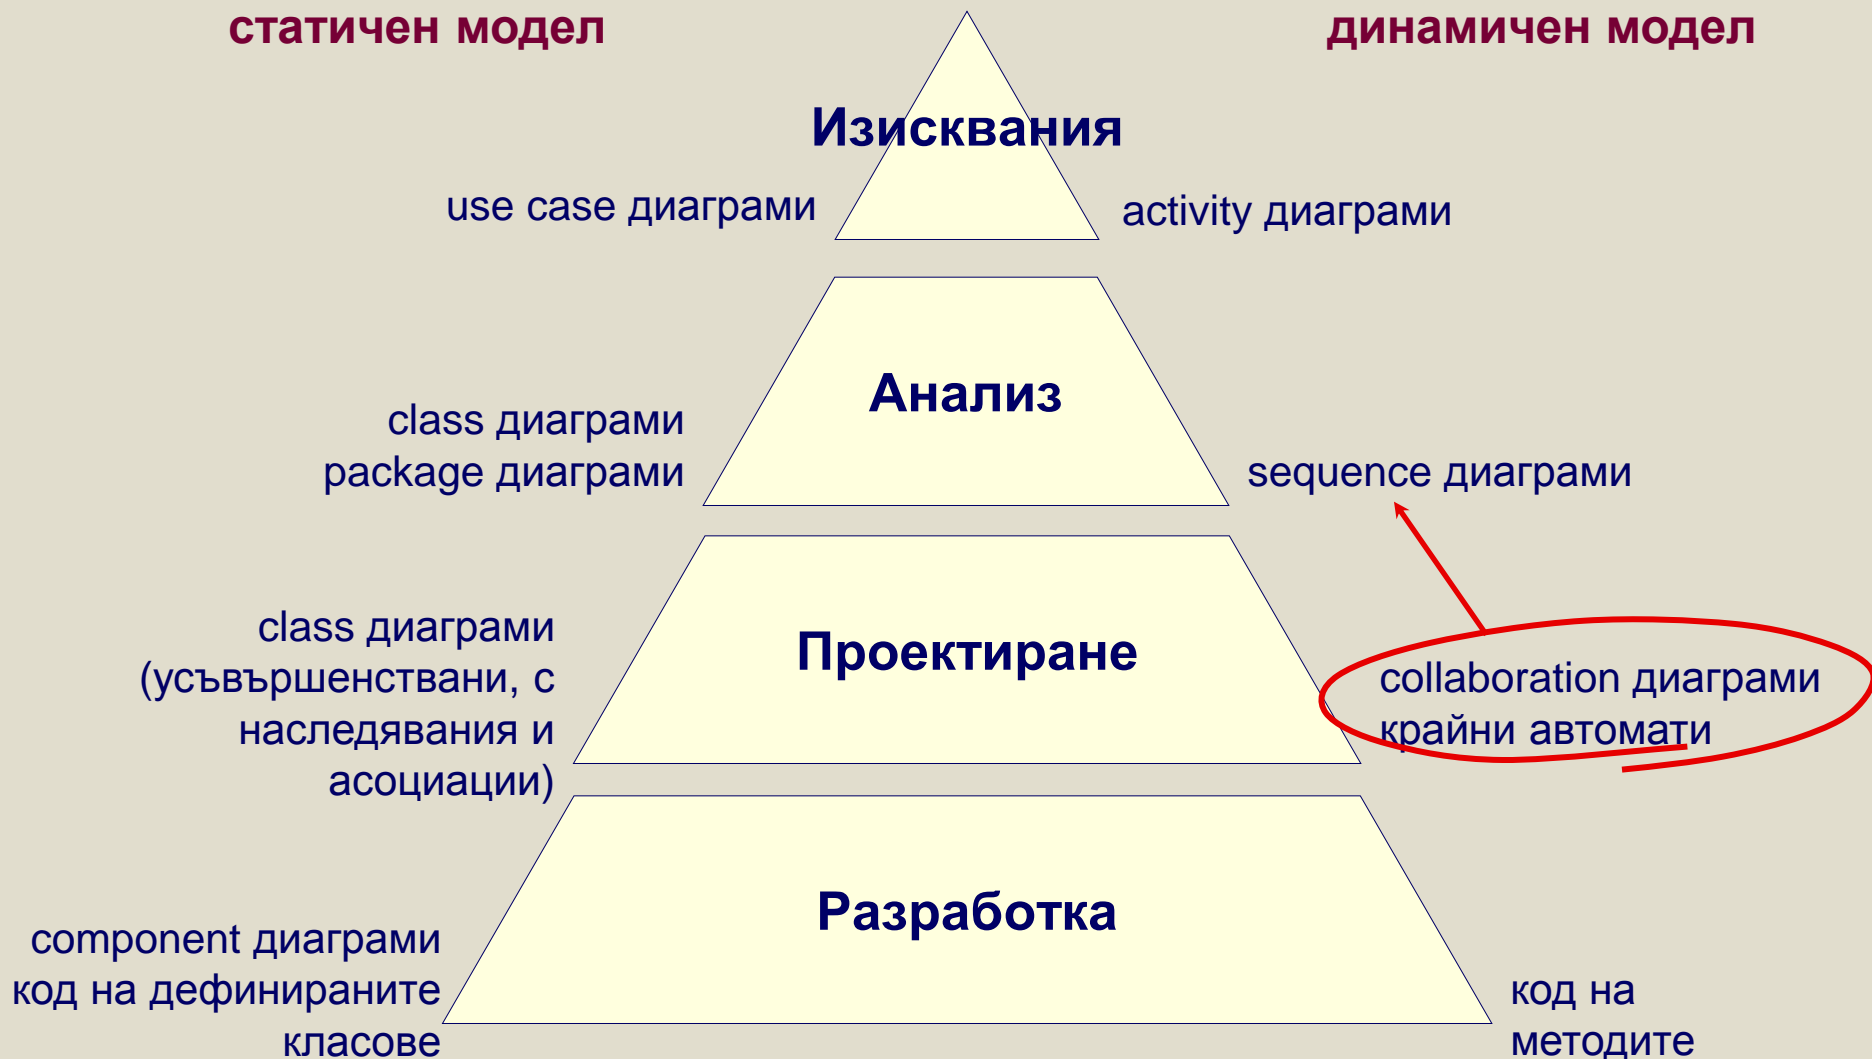 статичен модел
динамичен модел
Изисквания
use case диаграми
activity диаграми
Анализ
class диаграми
package диаграми
sequence диаграми
Проектиране
class диаграми
(усъвършенствани, с
наследявания и
асоциации)
collaboration диаграми
крайни автомати
Разработка
component диаграми
код на дефинираните
класове
код на
методите